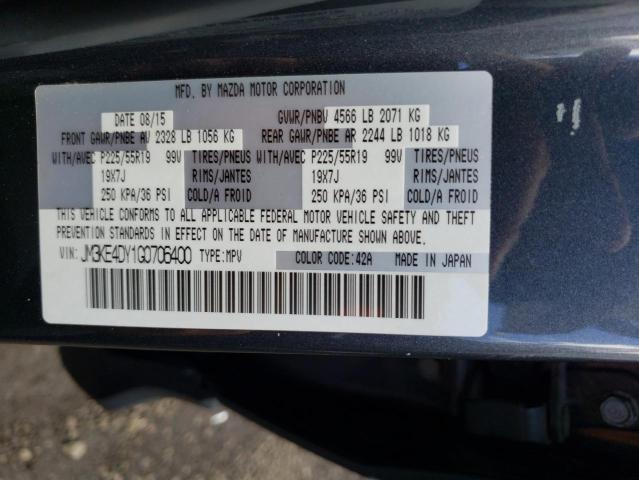 MFD. BY MAZDA MOTOR CORPORATION
DATE 08/15 GVWR/PNBV 4566 LB 2071 KG
FRONT GAWR/PNBE AV 2328 LB 1056 KG REAR GAWR/PNBE AR 2244 LB 1018 KG
WITH/AVEC P225/55R19 99V TIRES/PNEUS WITH/AVEC P225/55R19 99V TIRES/PNEUS
19X7J RIMS/JANTES 19X7J RIMS/JANTES
250 KPA/36 PSI COLD/A FROID 250 KPA/36 PSI COLD/A FROID
THIS VEHICLE CONFORMS TO ALL APPLICABLE FEDERAL MOTOR VEHICLE SAFETY AND THEFT
PREVENTION STANDARDS IN EFFECT ON THE DATE OF MANUFACTURE SHOWN ABOVE.
VIN: JM3KE4DY1G0706400 TYPE:MPV COLOR CODE:42A MADE IN JAPAN